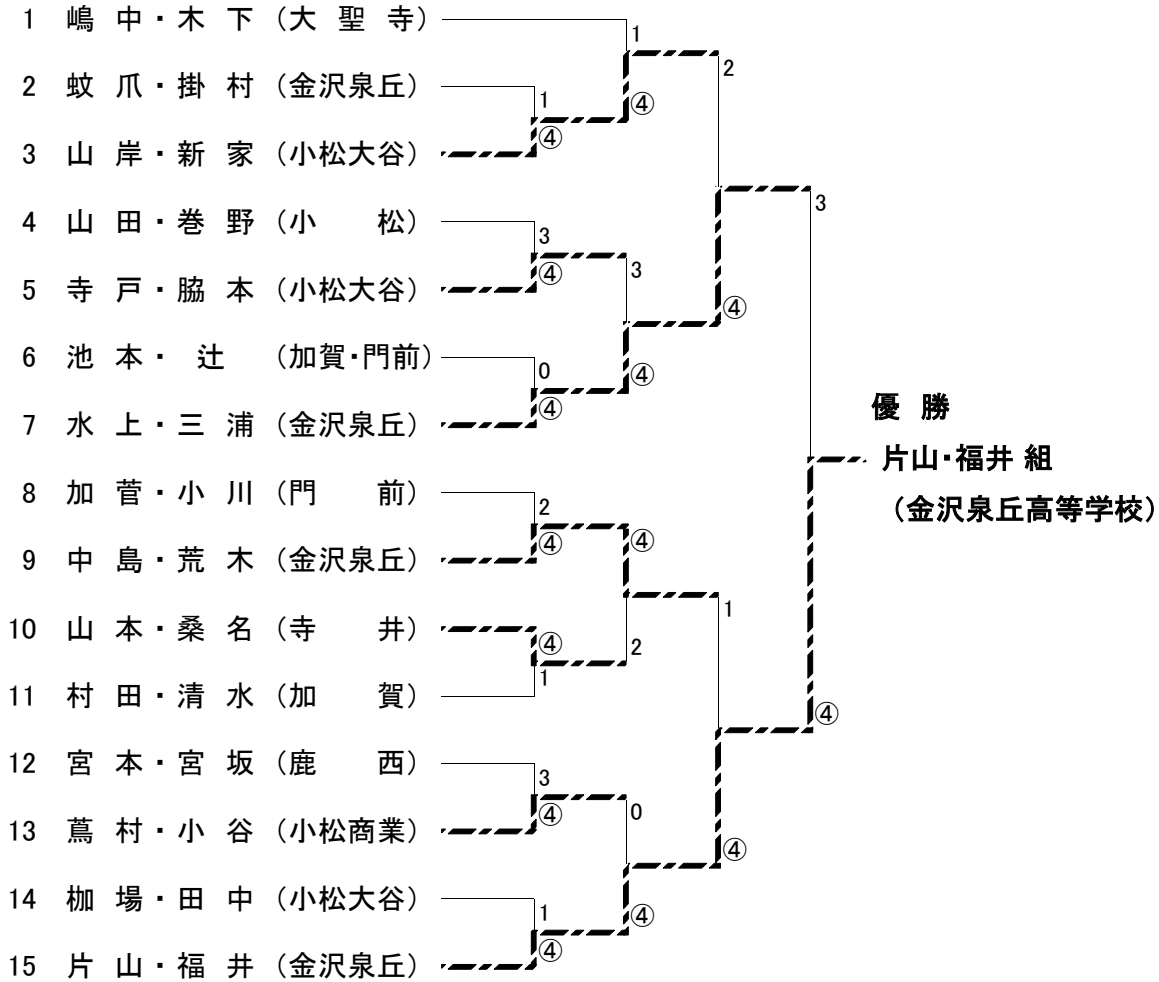 1 嶋 中・木 下 (大 聖 寺)
1
2
2 蚊 爪・掛 村 (金沢泉丘)
1
④
④
3 山 岸・新 家 (小松大谷)
3
4 山 田・巻 野 (小 松)
3
④
3
5 寺 戸・脇 本 (小松大谷)
④
6 池 本・ 辻 (加賀・門前)
0
④
④
7 水 上・三 浦 (金沢泉丘)
優 勝
片山・福井 組
(金沢泉丘高等学校)
8 加 菅・小 川 (門 前)
2
④
④
9 中 島・荒 木 (金沢泉丘)
1
10 山 本・桑 名 (寺 井)
④
1
2
11 村 田・清 水 (加 賀)
④
12 宮 本・宮 坂 (鹿 西)
3
④
0
13 蔦 村・小 谷 (小松商業)
④
14 枷 場・田 中 (小松大谷)
1
④
④
15 片 山・福 井 (金沢泉丘)